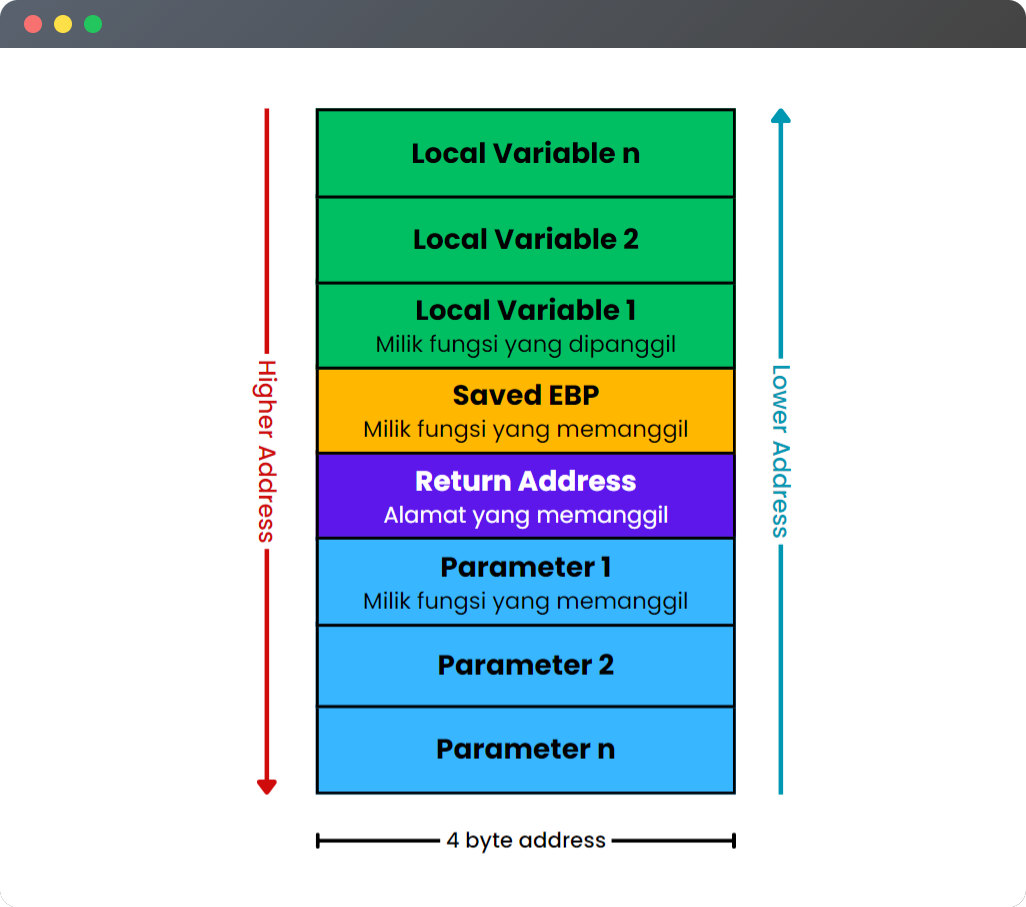 Local Variable n
Local Variable 2
Local Variable 1
Milik fungsi yang dipanggil
Saved EBP
Milik fungsi yang memanggil
Return Address
Alamat yang memanggil
Parameter 1
Milik fungsi yang memanggil
Parameter 2
Parameter n
Higher Address
Lower Address
4 byte address